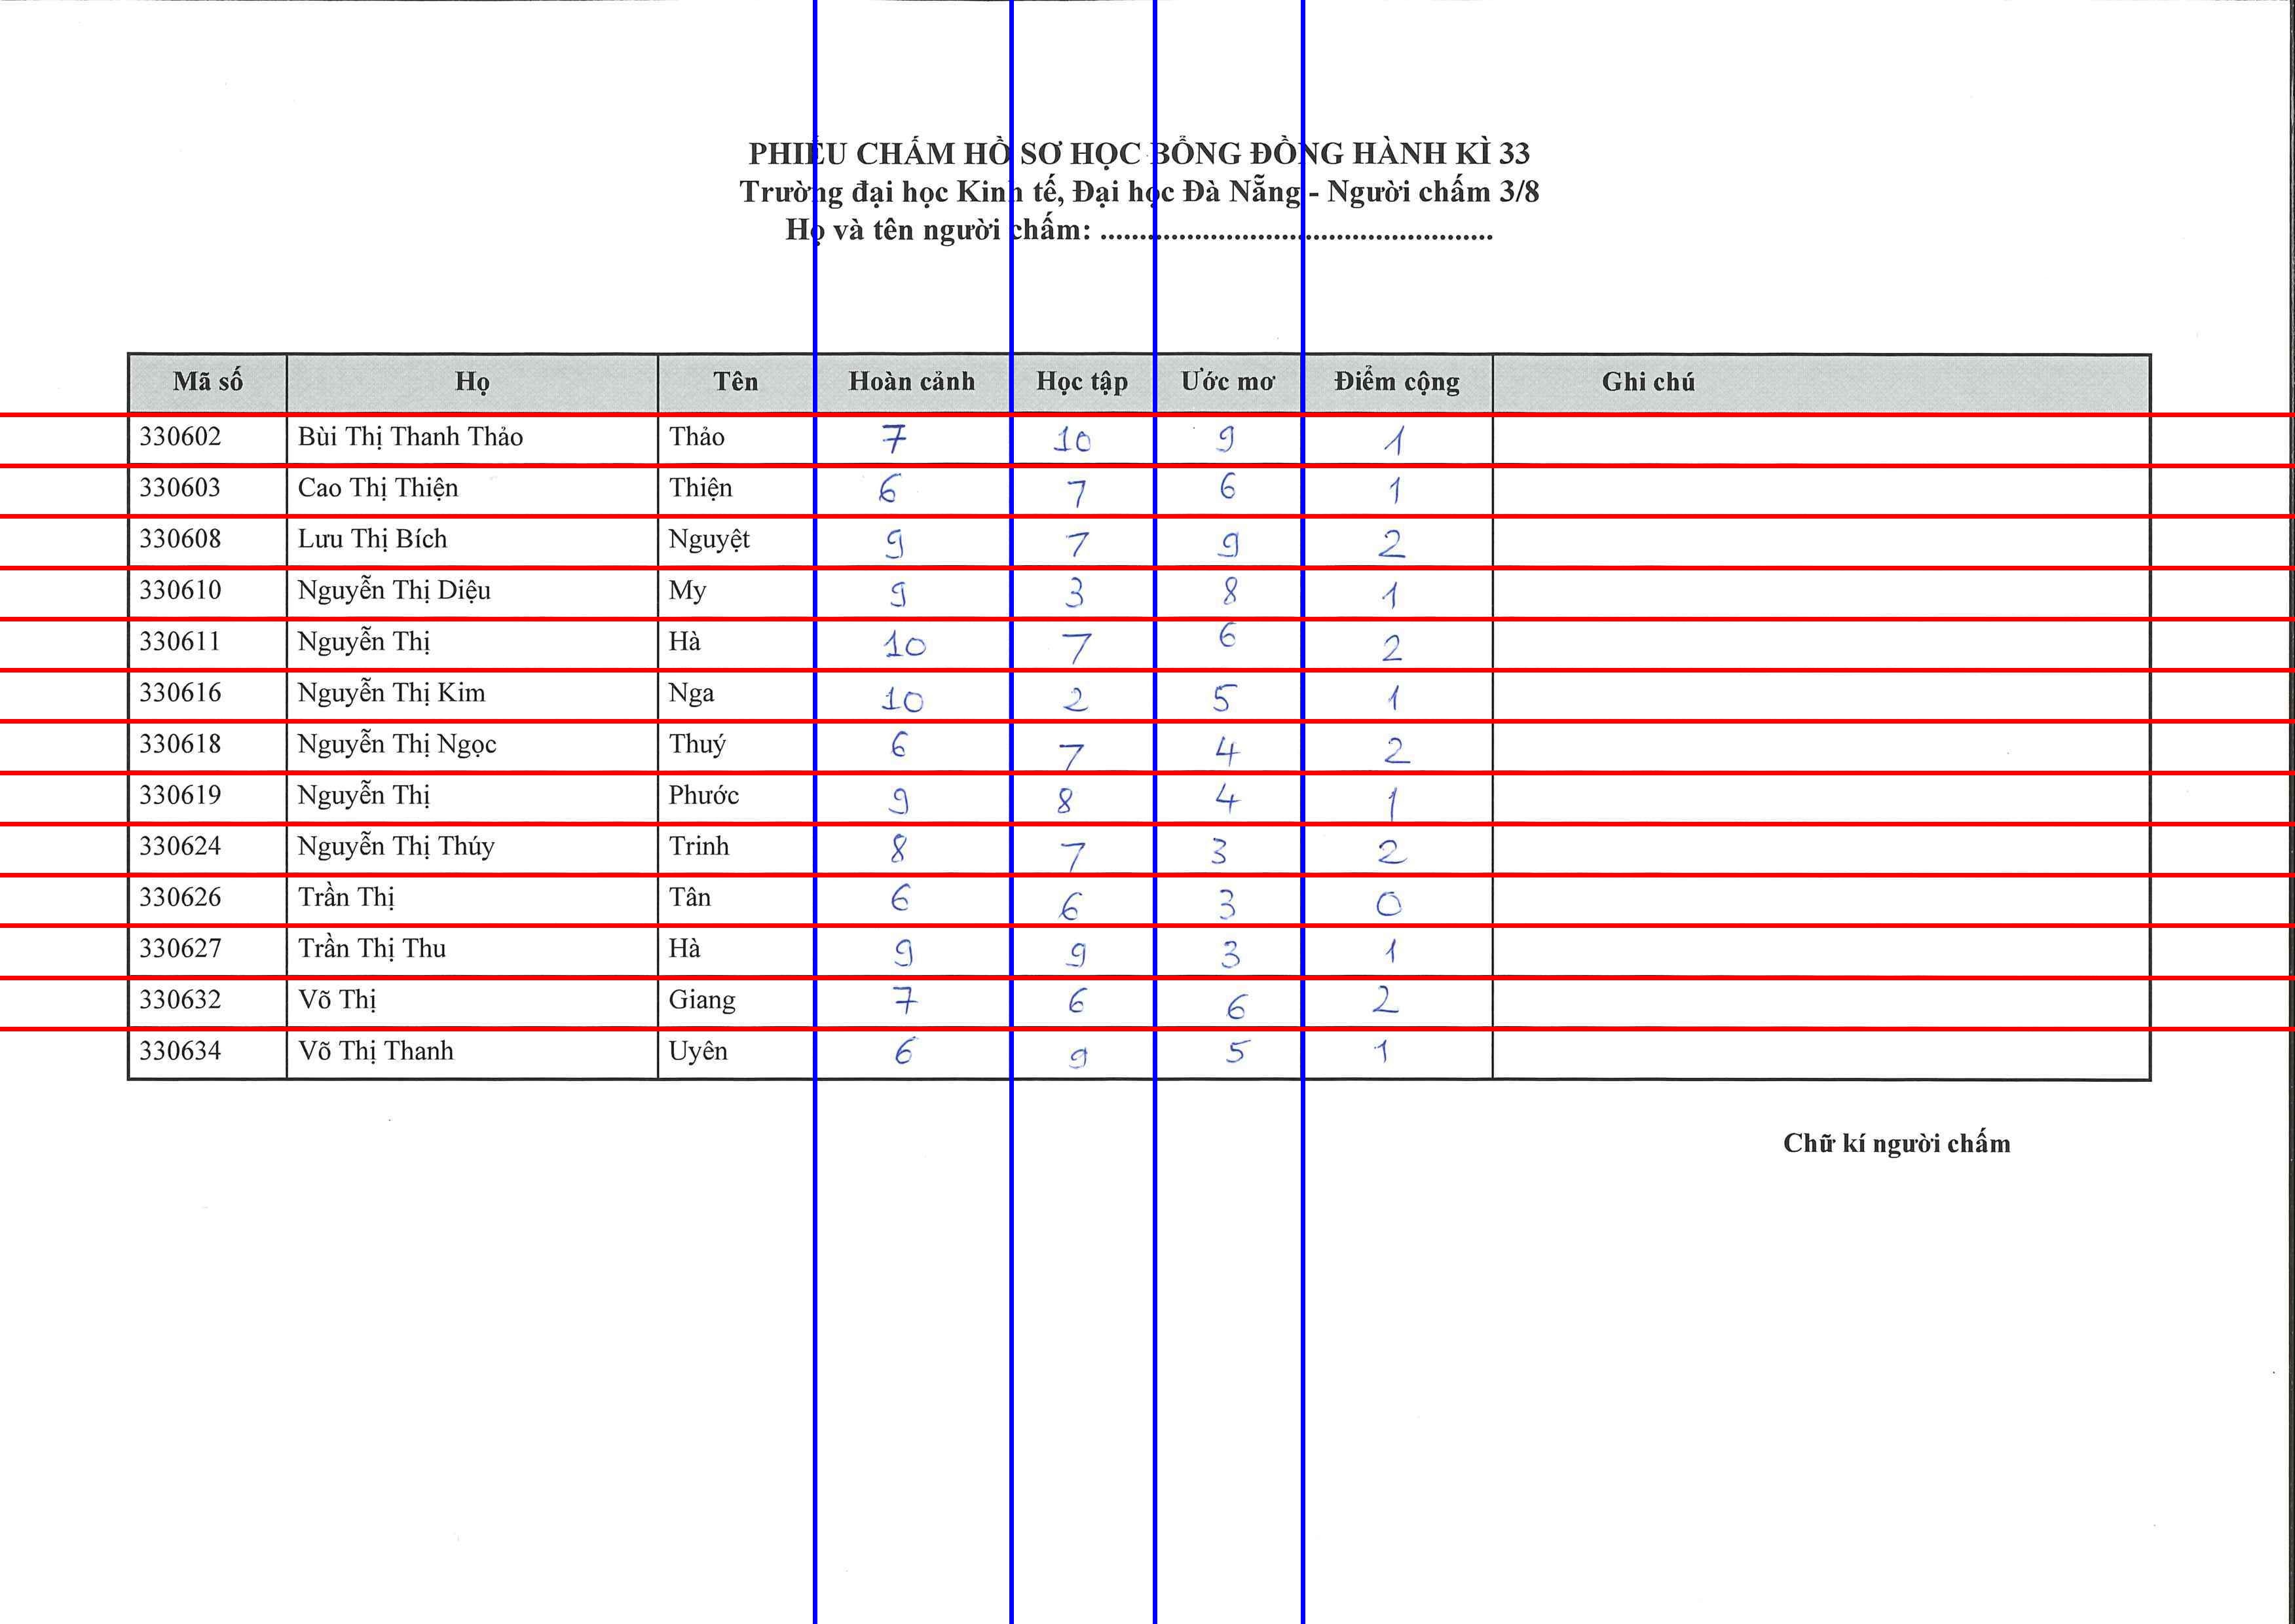 PHIẾU CHẤM HỒ SƠ HỌC BỔNG ĐỒNG HÀNH KÌ 33
Trường đại học Kinh tế, Đại học Đà Nẵng - Người chấm 3/8
Họ và tên người chấm: ..................................................
Mã số Họ Tên Hoàn cảnh Học tập Ước mơ Điểm cộng Ghi chú
330602 Bùi Thị Thanh Thảo Thảo 7 10 9 1
330603 Cao Thị Thiện Thiện 6 7 6 1
330608 Lưu Thị Bích Nguyệt 9 7 9 2
330610 Nguyễn Thị Diệu My 9 3 8 1
330611 Nguyễn Thị Hà 10 7 6 2
330616 Nguyễn Thị Kim Nga 10 2 5 1
330618 Nguyễn Thị Ngọc Thuý 6 7 4 2
330619 Nguyễn Thị Phước 9 8 4 1
330624 Nguyễn Thị Thúy Trinh 8 7 3 2
330626 Trần Thị Tân 6 6 3 0
330627 Trần Thị Thu Hà 9 9 3 1
330632 Võ Thị Giang 7 6 6 2
330634 Võ Thị Thanh Uyên 6 9 5 1
Chữ kí người chấm